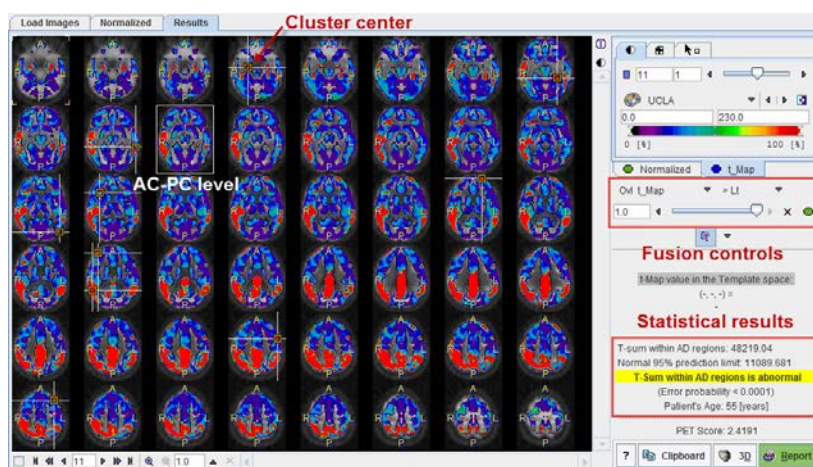 Load Images
Normalized
Results
Cluster center
AC-PC level
11
1
UCLA
0.0
230.0
0 [%]
100 [%]
Normalized
t_Map
Ovl t_Map
> Lt
1.0
Fusion controls
t-Map value in the Template space:
(-, -, -) =
-
Statistical results
T-sum within AD regions: 48219.04
Normal 95% prediction limit: 11089.681
T-Sum within AD regions is abnormal
(Error probability < 0.0001)
Patient's Age: 55 [years]
PET Score: 2.4191
11
1.0
?
Clipboard
3D
Report